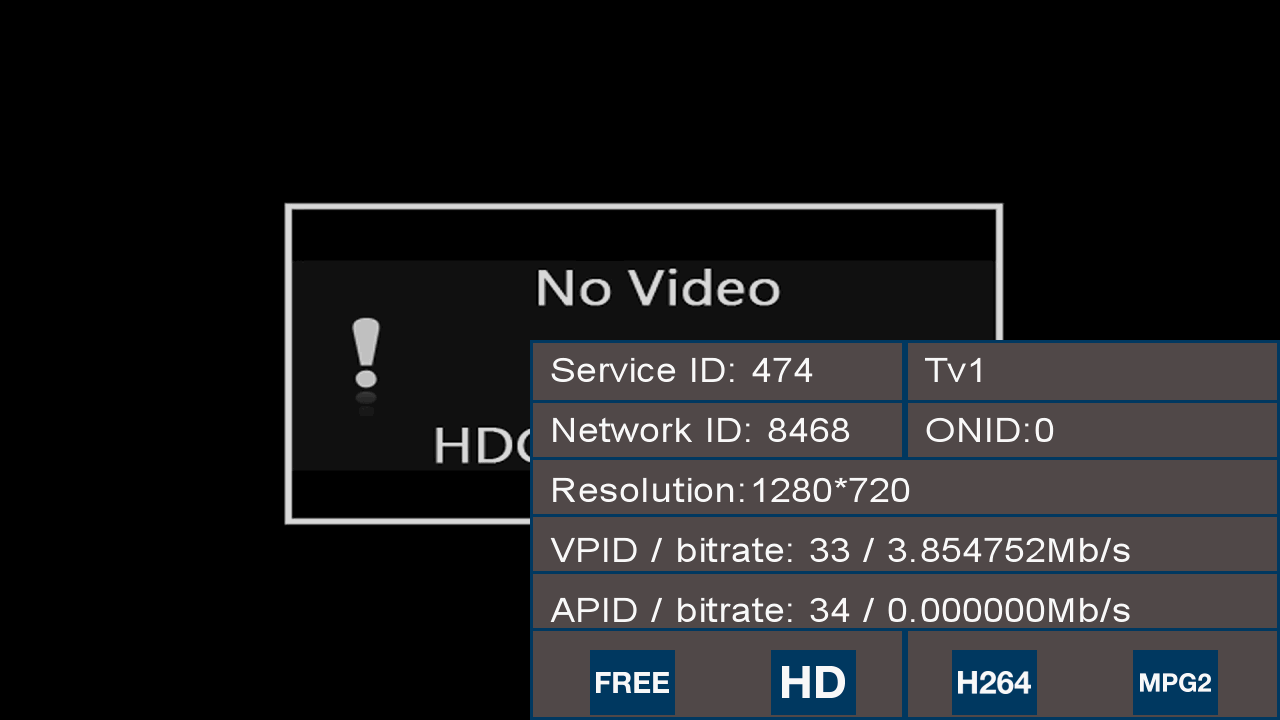 No Video
!
HDC
Service ID: 474
Tv1
Network ID: 8468
ONID:0
Resolution:1280*720
VPID / bitrate: 33 / 3.854752Mb/s
APID / bitrate: 34 / 0.000000Mb/s
FREE
HD
H264
MPG2